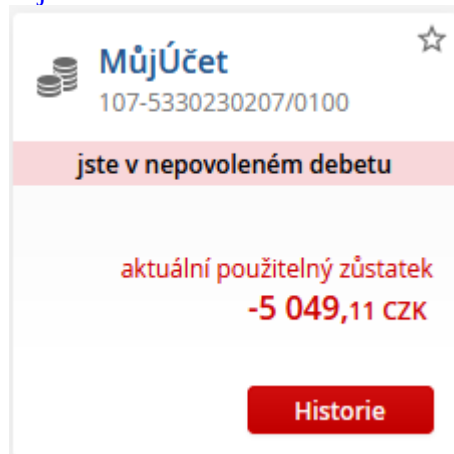 MůjÚčet
107-5330230207/0100
jste v nepovoleném debetu
aktuální použitelný zůstatek
-5 049,11 CZK
Historie